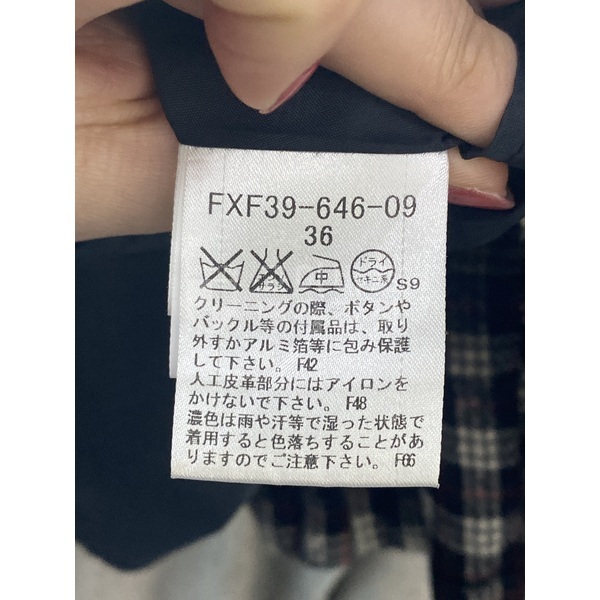 FXF39-646-09
36
エンソ
サラシ
中
ドライ
セキユ系
S9
クリーニングの際、ボタンや
バックル等の付属品は、取り
外すかアルミ箔等に包み保護
して下さい。F42
人工皮革部分にはアイロンを
かけないで下さい。F48
濃色は雨や汗等で湿った状態で
着用すると色落ちすることがあ
りますのでご注意下さい。F66